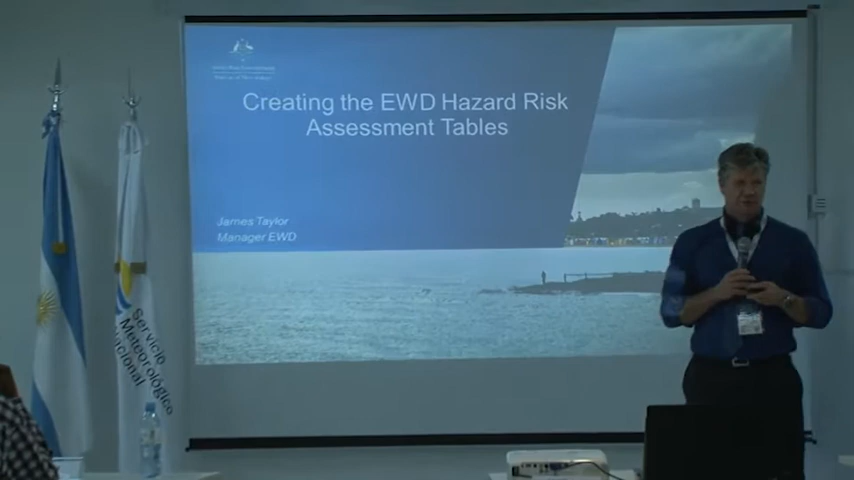 Creating the EWD Hazard Risk
Assessment Tables
James Taylor
Manager EWD
Servicio
Meteorológico
Nacional